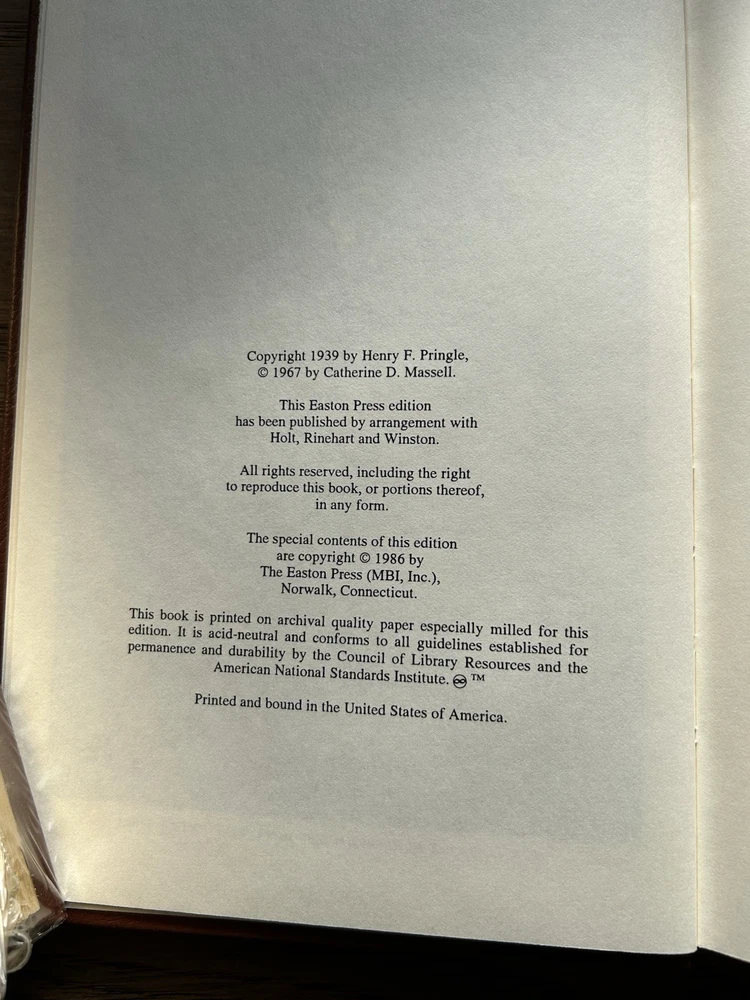 Copyright 1939 by Henry F. Pringle,
© 1967 by Catherine D. Massell.
This Easton Press edition
has been published by arrangement with
Holt, Rinehart and Winston.
All rights reserved, including the right
to reproduce this book, or portions thereof,
in any form.
The special contents of this edition
are copyright © 1986 by
The Easton Press (MBI, Inc.),
Norwalk, Connecticut.
This book is printed on archival quality paper especially milled for this
edition. It is acid-neutral and conforms to all guidelines established for
permanence and durability by the Council of Library Resources and the
American National Standards Institute. ♾ ™
Printed and bound in the United States of America.